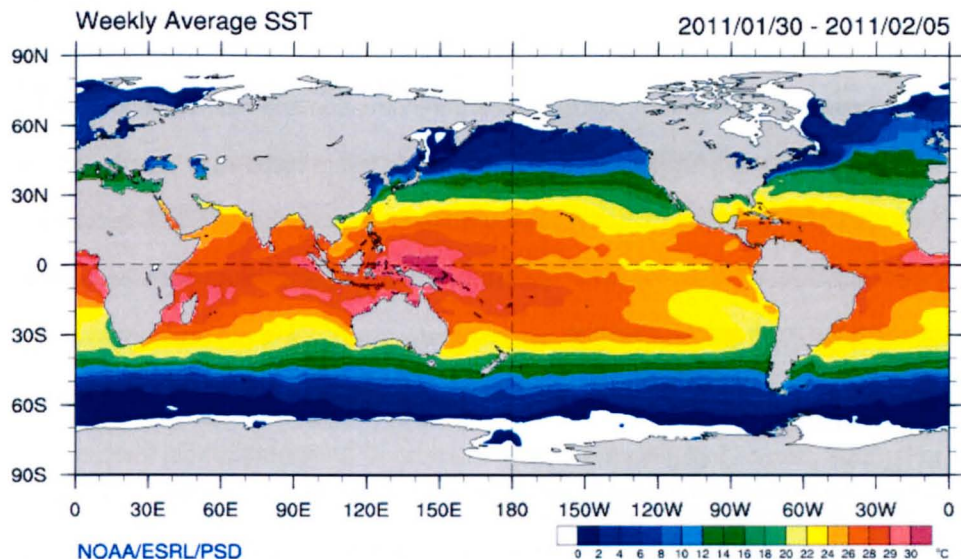 Weekly Average SST 2011/01/30 - 2011/02/05
90N
60N
30N
0
30S
60S
90S
0 30E 60E 90E 120E 150E 180 150W 120W 90W 60W 30W 0
NOAA/ESRL/PSD
0 2 4 6 8 10 12 14 16 18 20 22 24 26 28 29 30 °C